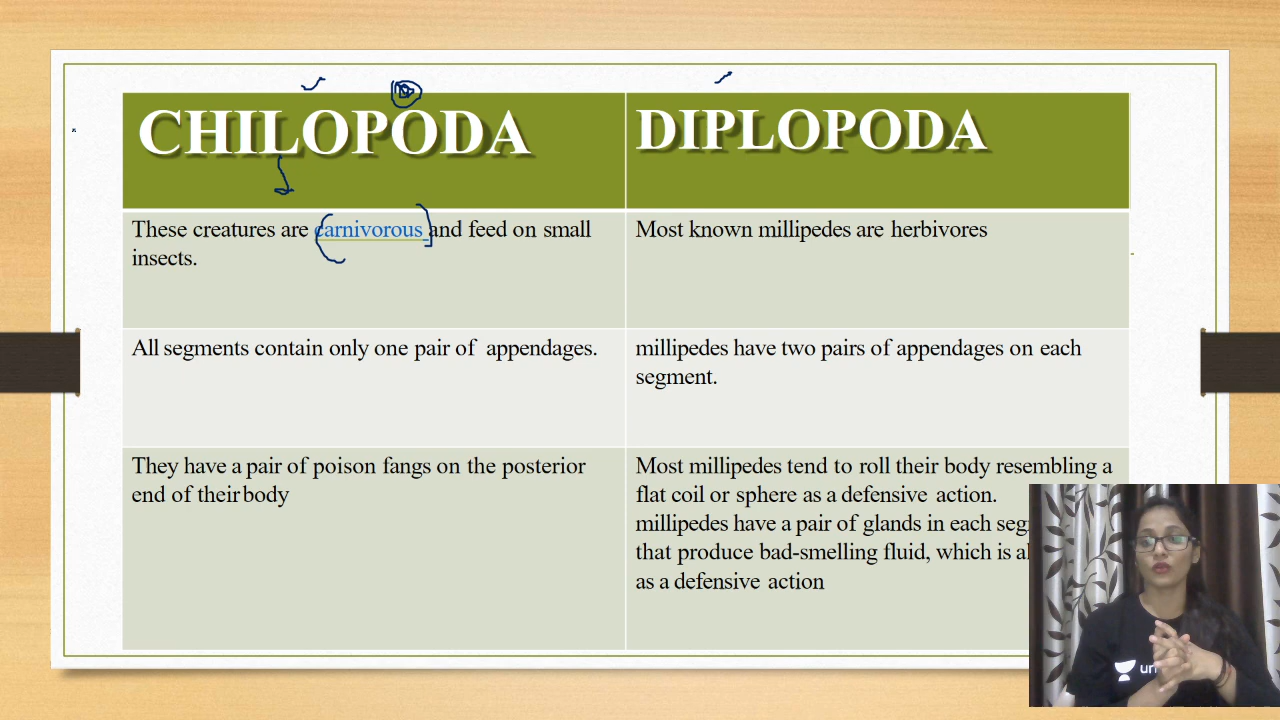 CHILOPODA
DIPLOPODA
These creatures are carnivorous and feed on small
insects.
Most known millipedes are herbivores
All segments contain only one pair of appendages.
millipedes have two pairs of appendages on each
segment.
They have a pair of poison fangs on the posterior
end of their body
Most millipedes tend to roll their body resembling a
flat coil or sphere as a defensive action.
millipedes have a pair of glands in each
that produce bad-smelling fluid, which is
as a defensive action